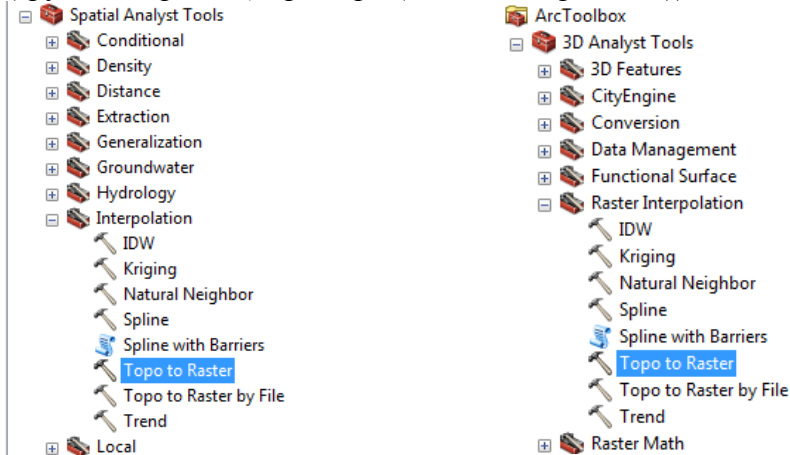 Spatial Analyst Tools
Conditional
Density
Distance
Extraction
Generalization
Groundwater
Hydrology
Interpolation
IDW
Kriging
Natural Neighbor
Spline
Spline with Barriers
Topo to Raster
Topo to Raster by File
Trend
Local
ArcToolbox
3D Analyst Tools
3D Features
CityEngine
Conversion
Data Management
Functional Surface
Raster Interpolation
IDW
Kriging
Natural Neighbor
Spline
Spline with Barriers
Topo to Raster
Topo to Raster by File
Trend
Raster Math